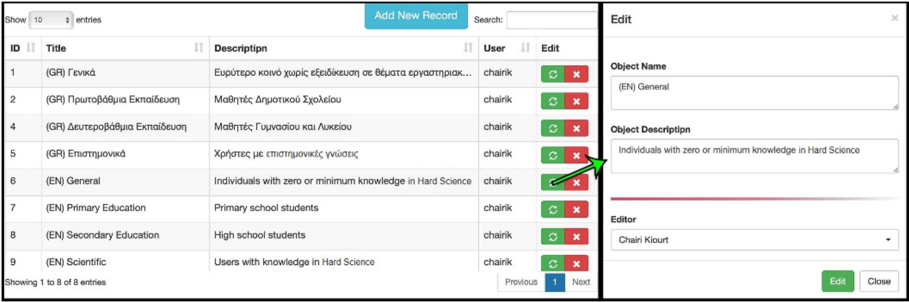 Show 10 entries
Add New Record
Search:
ID Title Descriptipn User Edit
1 (GR) Γενικά Ευρύτερο κοινό χωρίς εξειδίκευση σε θέματα εργαστηριακ... chairik
2 (GR) Πρωτοβάθμια Εκπαίδευση Μαθητές Δημοτικού Σχολείου chairik
4 (GR) Δευτεροβάθμια Εκπαίδευση Μαθητές Γυμνασίου και Λυκείου chairik
5 (GR) Επιστημονικά Χρήστες με επιστημονικές γνώσεις chairik
6 (EN) General Individuals with zero or minimum knowledge in Hard Science chairik
7 (EN) Primary Education Primary school students chairik
8 (EN) Secondary Education High school students chairik
9 (EN) Scientific Users with knowledge in Hard Science chairik
Showing 1 to 8 of 8 entries
Previous 1 Next
Edit ×
Object Name
(EN) General
Object Descriptipn
Individuals with zero or minimum knowledge in Hard Science
Editor
Chairi Kiourt
Edit Close